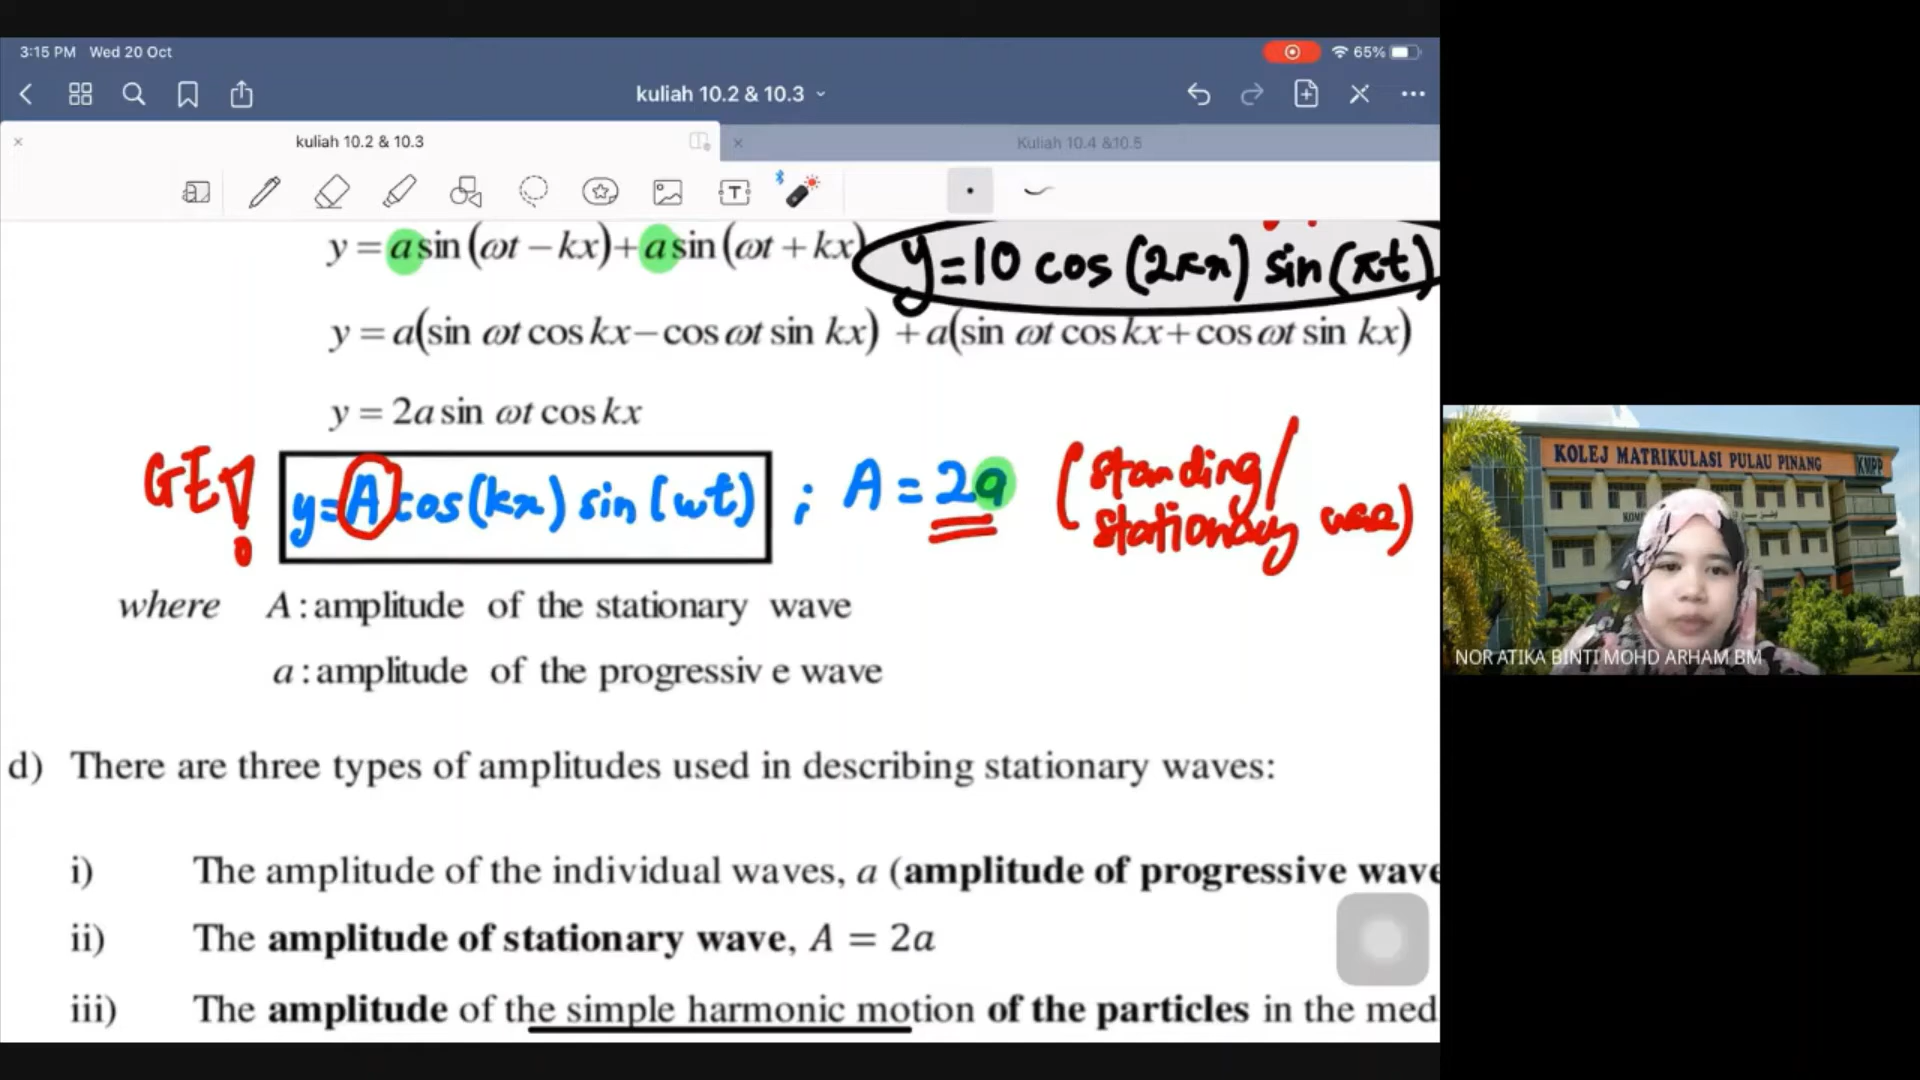 3:15 PM Wed 20 Oct
65%
kuliah 10.2 & 10.3
kuliah 10.2 & 10.3
Kuliah 10.4 &10.5
y = a sin (ωt − kx) + a sin (ωt + kx)
y = 10 cos (2πx) sin (πt)
y = a(sin ωt cos kx − cos ωt sin kx) + a(sin ωt cos kx + cos ωt sin kx)
y = 2a sin ωt cos kx
GE!
y = A cos(kx) sin(ωt) ; A = 2a (standing/
stationary wave)
where A : amplitude of the stationary wave
a : amplitude of the progressiv e wave
d) There are three types of amplitudes used in describing stationary waves:
i) The amplitude of the individual waves, a (amplitude of progressive wave
ii) The amplitude of stationary wave, A = 2a
iii) The amplitude of the simple harmonic motion of the particles in the med
KOLEJ MATRIKULASI PULAU PINANG
KMPP
NOR ATIKA BINTI MOHD ARHAM BM